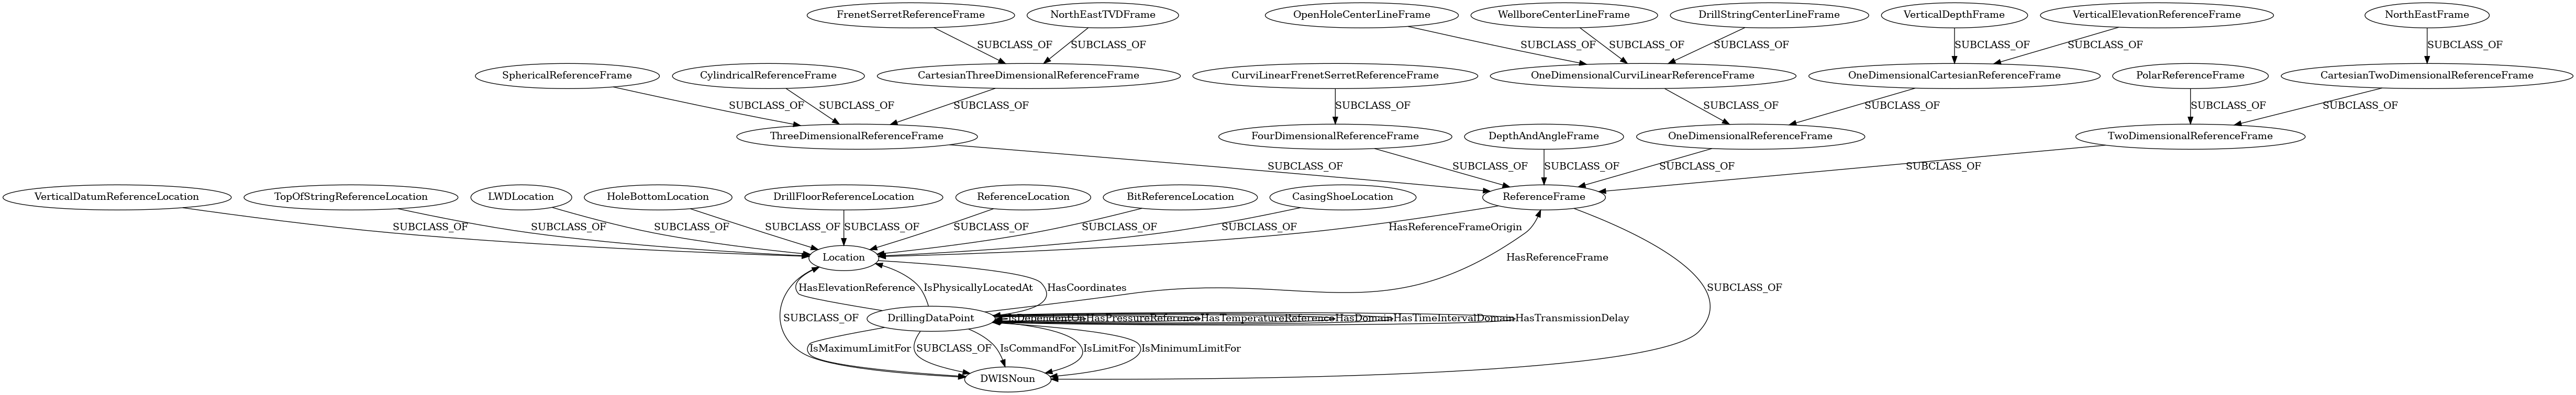 FrenetSerretReferenceFrame NorthEastTVDFrame OpenHoleCenterLineFrame WellboreCenterLineFrame DrillStringCenterLineFrame VerticalDepthFrame VerticalElevationReferenceFrame NorthEastFrame
SUBCLASS_OF SUBCLASS_OF SUBCLASS_OF SUBCLASS_OF SUBCLASS_OF SUBCLASS_OF SUBCLASS_OF SUBCLASS_OF
SphericalReferenceFrame CylindricalReferenceFrame CartesianThreeDimensionalReferenceFrame CurviLinearFrenetSerretReferenceFrame OneDimensionalCurviLinearReferenceFrame OneDimensionalCartesianReferenceFrame PolarReferenceFrame CartesianTwoDimensionalReferenceFrame
SUBCLASS_OF SUBCLASS_OF SUBCLASS_OF SUBCLASS_OF SUBCLASS_OF SUBCLASS_OF SUBCLASS_OF SUBCLASS_OF
ThreeDimensionalReferenceFrame FourDimensionalReferenceFrame DepthAndAngleFrame OneDimensionalReferenceFrame TwoDimensionalReferenceFrame
SUBCLASS_OF SUBCLASS_OF SUBCLASS_OF SUBCLASS_OF SUBCLASS_OF
VerticalDatumReferenceLocation TopOfStringReferenceLocation LWDLocation HoleBottomLocation DrillFloorReferenceLocation ReferenceLocation BitReferenceLocation CasingShoeLocation ReferenceFrame
SUBCLASS_OF SUBCLASS_OF SUBCLASS_OF SUBCLASS_OF SUBCLASS_OF SUBCLASS_OF SUBCLASS_OF SUBCLASS_OF HasReferenceFrameOrigin
Location HasReferenceFrame
HasElevationReference IsPhysicallyLocatedAt HasCoordinates SUBCLASS_OF
SUBCLASS_OF DrillingDataPoint IsDependentOn HasPressureReference HasTemperatureReference HasDomain HasTimeIntervalDomain HasTransmissionDelay
IsMaximumLimitFor SUBCLASS_OF IsCommandFor IsLimitFor IsMinimumLimitFor
DWISNoun